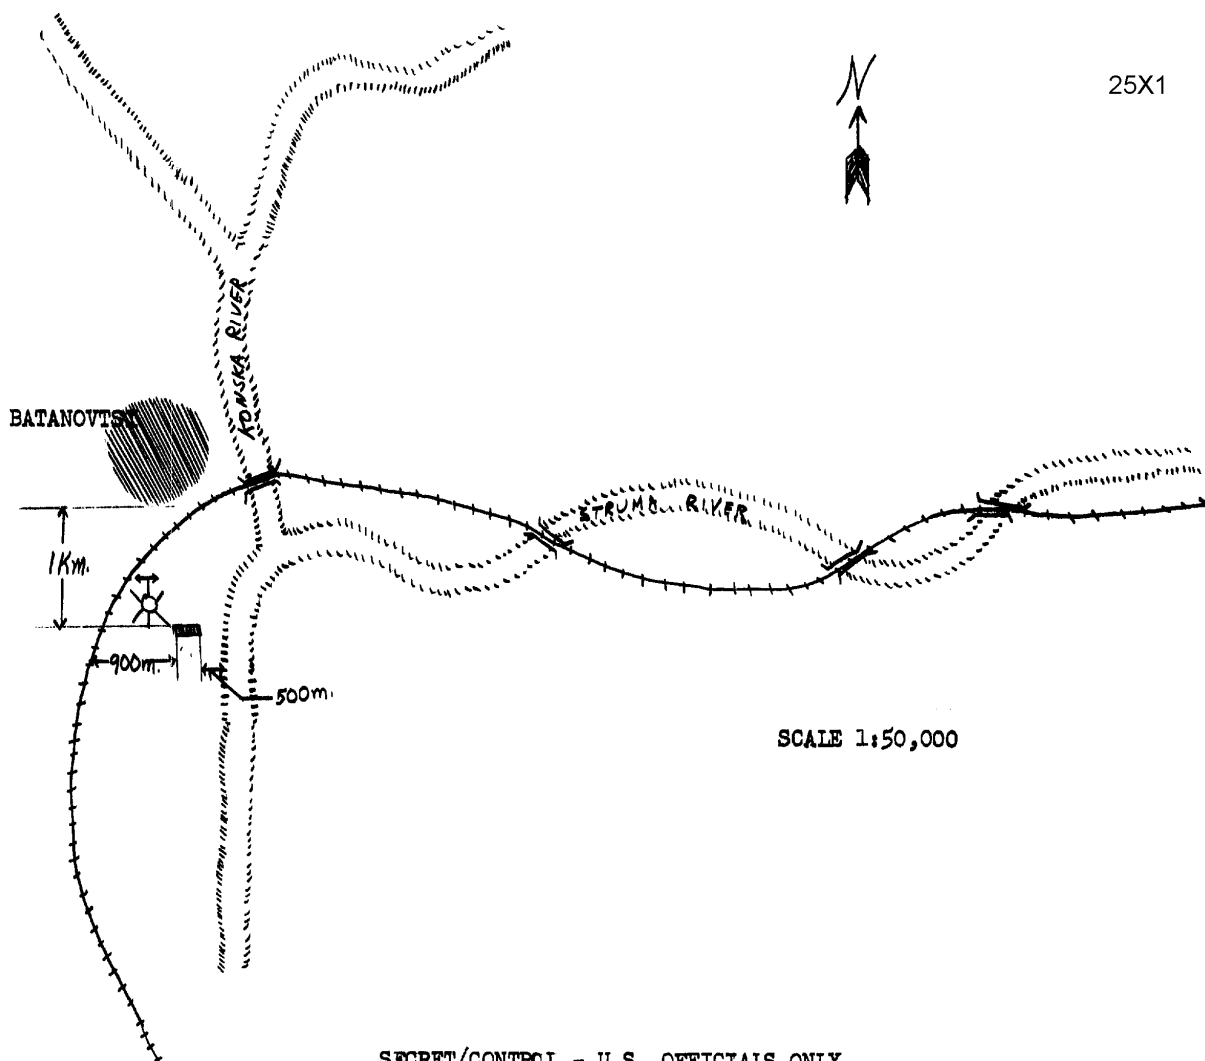 N
25X1
KONSKA RIVER
BATANOVTSI
STRUMA RIVER
1Km.
900m.
500m.
SCALE 1:50,000
SECRET/CONTROL - U.S. OFFICIALS ONLY